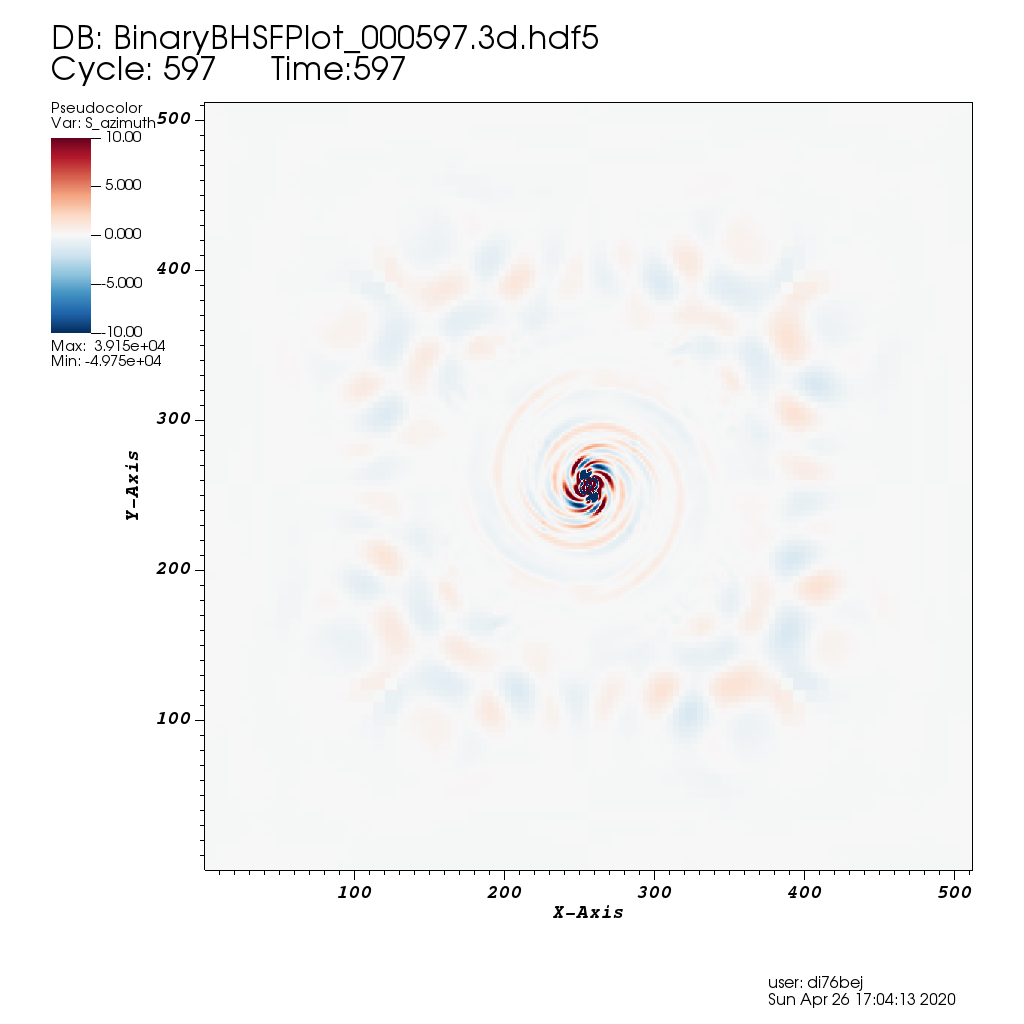 DB: BinaryBHSFPlot_000597.3d.hdf5
Cycle: 597 Time:597
Pseudocolor
Var: S_azimuth
10.00
5.000
0.000
-5.000
-10.00
Max: 3.915e+04
Min: -4.975e+04
500
400
300
200
100
Y-Axis
100 200 300 400 500
X-Axis
user: di76bej
Sun Apr 26 17:04:13 2020